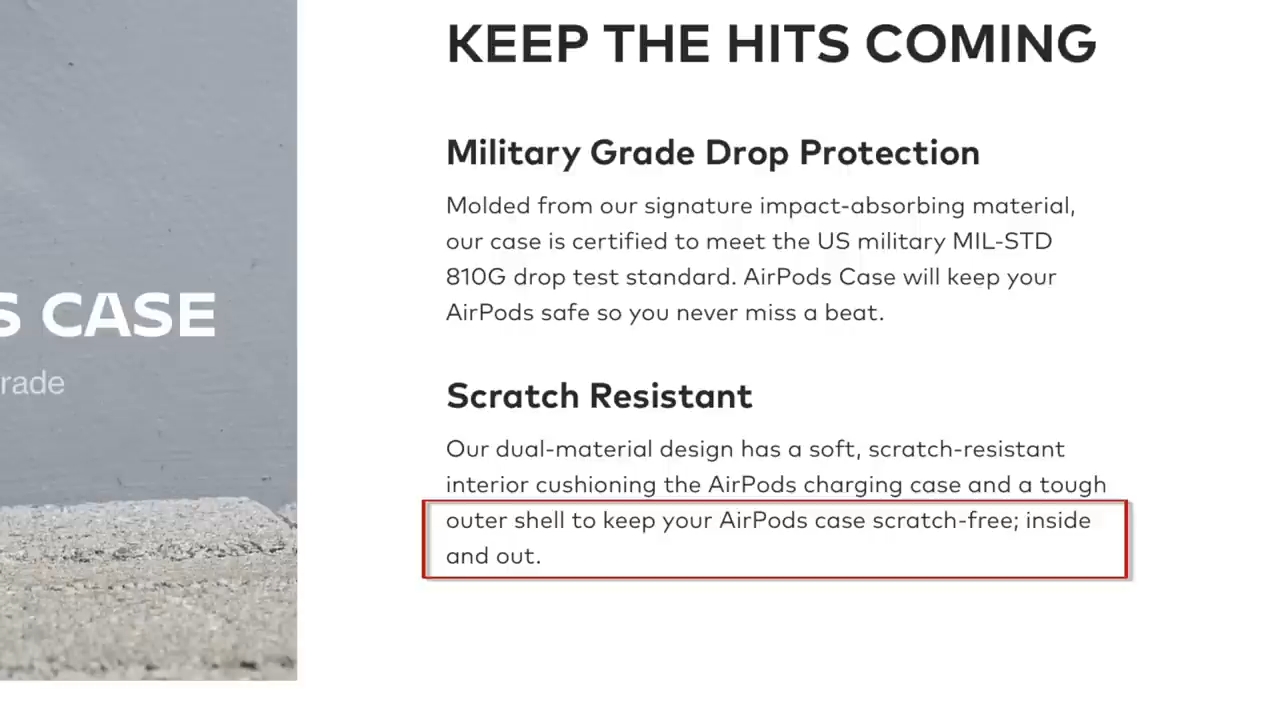 KEEP THE HITS COMING
Military Grade Drop Protection
Molded from our signature impact-absorbing material,
our case is certified to meet the US military MIL-STD
810G drop test standard. AirPods Case will keep your
AirPods safe so you never miss a beat.
S CASE
rade
Scratch Resistant
Our dual-material design has a soft, scratch-resistant
interior cushioning the AirPods charging case and a tough
outer shell to keep your AirPods case scratch-free; inside
and out.